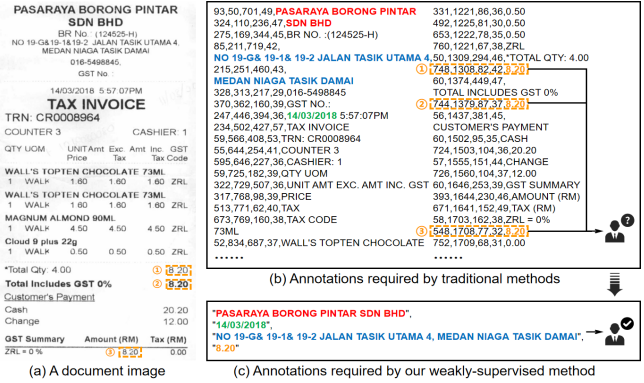 PASARAYA BORONG PINTAR
SDN BHD
BR No. :(124525-H)
NO 19-G&19-1&19-2 JALAN TASIK UTAMA 4,
MEDAN NIAGA TASIK DAMAI
016-5498845,
GST No. :
14/03/2018 5:57:07PM
TAX INVOICE
TRN: CR0008964
COUNTER 3 CASHIER: 1
QTY UOM UNIT Amt Exc. Amt Inc. GST
Price Tax Tax Code
WALL'S TOPTEN CHOCOLATE 73ML
1 WALK 1.60 1.60 1.60 ZRL
WALL'S TOPTEN CHOCOLATE 73ML
1 WALK 1.60 1.60 1.60 ZRL
MAGNUM ALMOND 90ML
1 WALK 4.50 4.50 4.50 ZRL
Cloud 9 plus 22g
1 WALK 0.50 0.50 0.50 ZRL
*Total Qty: 4.00 ① 8.20
Total Includes GST 0% ② 8.20
Customer's Payment
Cash 20.20
Change 12.00
GST Summary Amount (RM) Tax (RM)
ZRL = 0 % ③ 8.20 0.00
(a) A document image
93,50,701,49,PASARAYA BORONG PINTAR
324,110,236,47,SDN BHD
275,169,344,45,BR NO. :(124525-H)
85,211,719,42,
NO 19-G& 19-1& 19-2 JALAN TASIK UTAMA 4,
215,251,460,43,
MEDAN NIAGA TASIK DAMAI
328,313,217,29,016-5498845
370,362,160,39,GST NO.:
247,446,394,36,14/03/2018 5:57:07PM
234,502,427,57,TAX INVOICE
59,566,408,53,TRN: CR0008964
55,644,254,41,COUNTER 3
595,646,227,36,CASHIER: 1
59,725,182,39,QTY UOM
322,729,507,36,UNIT AMT EXC. AMT INC. GST
317,768,98,39,PRICE
513,771,62,40,TAX
673,769,160,38,TAX CODE
73ML
52,834,687,37,WALL'S TOPTEN CHOCOLATE
······
331,1221,86,36,0.50
492,1225,81,30,0.50
653,1222,78,35,0.50
760,1221,67,38,ZRL
50,1309,294,46,*TOTAL QTY: 4.00
① 748,1308,82,42,8.20
60,1374,449,47,
TOTAL INCLUDES GST 0%
② 744,1379,87,37,8.20
56,1437,381,45,
CUSTOMER'S PAYMENT
60,1502,95,35,CASH
724,1503,104,36,20.20
57,1555,151,44,CHANGE
726,1560,104,37,12.00
60,1646,253,39,GST SUMMARY
393,1644,230,46,AMOUNT (RM)
671,1641,152,49,TAX (RM)
58,1703,162,38,ZRL = 0%
③ 548,1708,77,32,8.20
752,1709,68,31,0.00
······
?
(b) Annotations required by traditional methods
"PASARAYA BORONG PINTAR SDN BHD",
"14/03/2018",
"NO 19-G& 19-1& 19-2 JALAN TASIK UTAMA 4, MEDAN NIAGA TASIK DAMAI",
"8.20"
(c) Annotations required by our weakly-supervised method